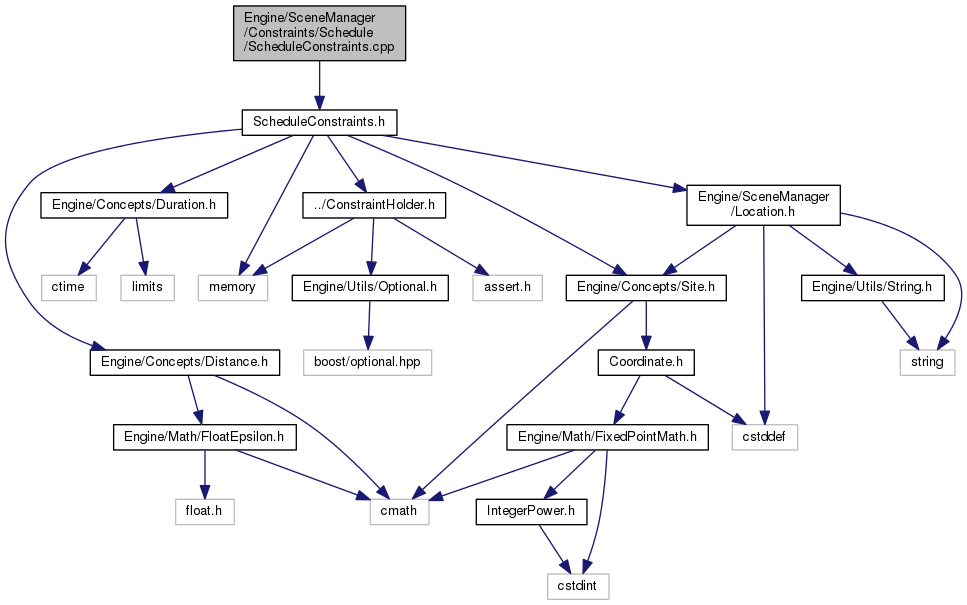 Engine/SceneManager
/Constraints/Schedule
/ScheduleConstraints.cpp
ScheduleConstraints.h
Engine/Concepts/Duration.h
../ConstraintHolder.h
Engine/SceneManager
/Location.h
ctime
limits
memory
Engine/Utils/Optional.h
assert.h
Engine/Concepts/Site.h
Engine/Utils/String.h
Engine/Concepts/Distance.h
boost/optional.hpp
Coordinate.h
string
Engine/Math/FloatEpsilon.h
Engine/Math/FixedPointMath.h
cstddef
float.h
cmath
IntegerPower.h
cstdint